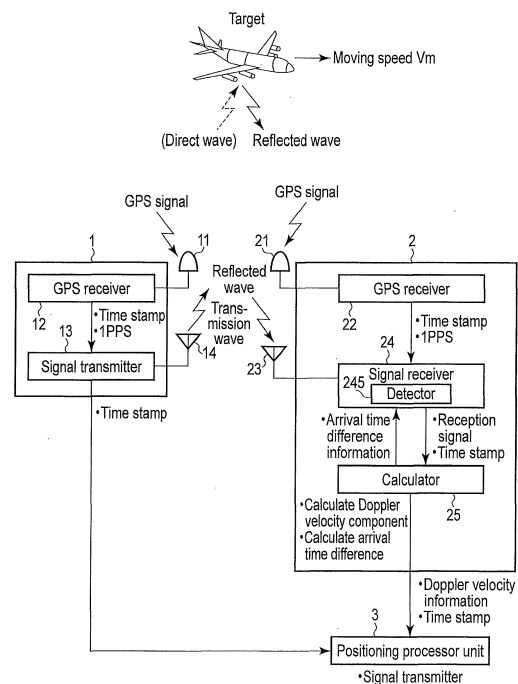 Target
Moving speed Vm
(Direct wave)
Reflected wave
GPS signal
GPS signal
1
11
21
2
GPS receiver
12
Reflected
wave
GPS receiver
22
•Time stamp
•1PPS
Trans-
mission
wave
•Time stamp
•1PPS
13
Signal transmitter
14
23
24
Signal receiver
245
Detector
•Time stamp
•Arrival time
difference
information
•Reception
signal
•Time stamp
Calculator
25
•Calculate Doppler
velocity component
•Calculate arrival
time difference
•Doppler velocity
information
•Time stamp
3
Positioning processor unit
•Signal transmitter